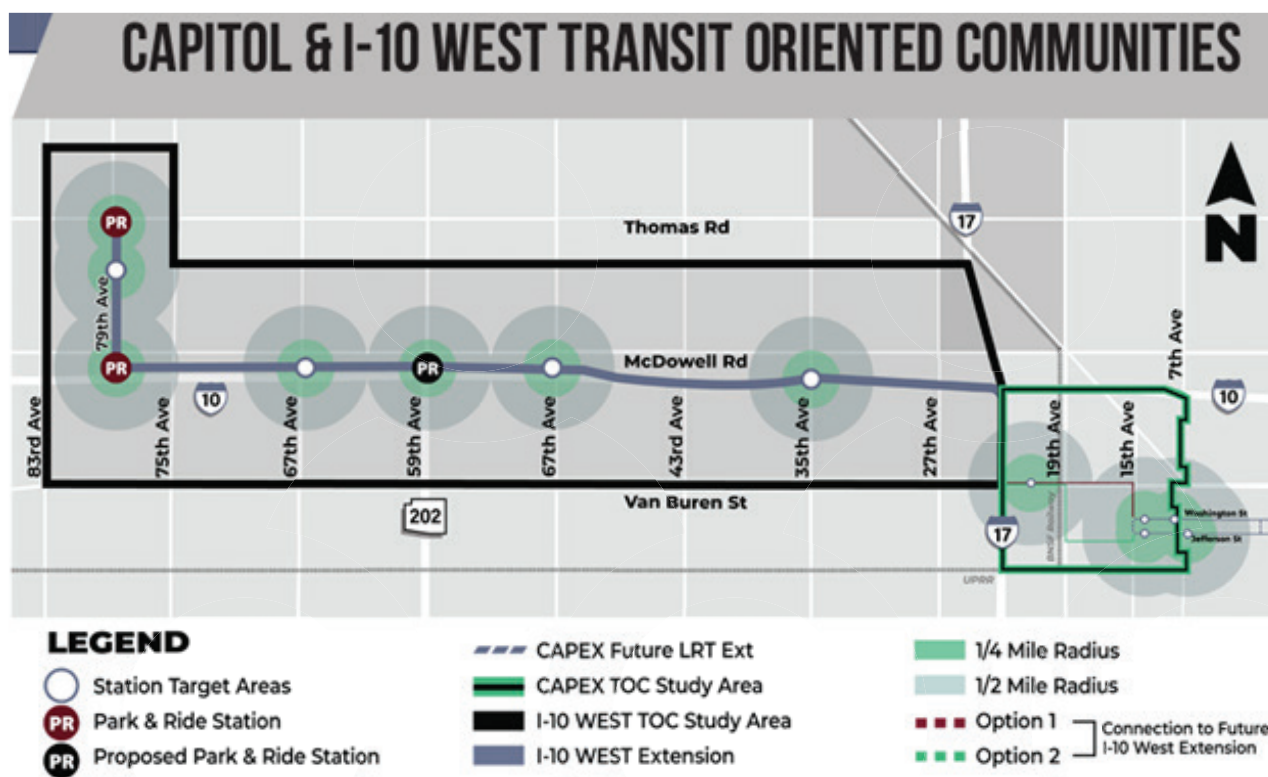 CAPITOL & I-10 WEST TRANSIT ORIENTED COMMUNITIES
PR
Thomas Rd
17
N
79th Ave
PR
PR
McDowell Rd
7th Ave
10
10
83rd Ave
75th Ave
67th Ave
59th Ave
67th Ave
43rd Ave
35th Ave
27th Ave
19th Ave
15th Ave
Van Buren St
202
17
BNSF Railway
Washington St
Jefferson St
UPRR
LEGEND
Station Target Areas
PR Park & Ride Station
PR Proposed Park & Ride Station
CAPEX Future LRT Ext
CAPEX TOC Study Area
I-10 WEST TOC Study Area
I-10 WEST Extension
1/4 Mile Radius
1/2 Mile Radius
Option 1
Option 2
Connection to Future
I-10 West Extension